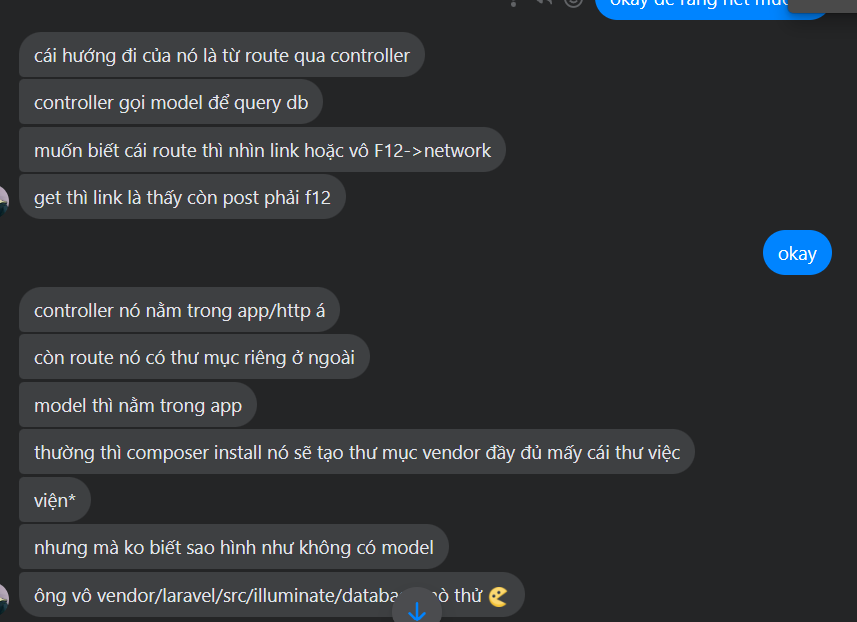 okay để ráng hết
cái hướng đi của nó là từ route qua controller
controller gọi model để query db
muốn biết cái route thì nhìn link hoặc vô F12->network
get thì link là thấy còn post phải f12
okay
controller nó nằm trong app/http á
còn route nó có thư mục riêng ở ngoài
model thì nằm trong app
thường thì composer install nó sẽ tạo thư mục vendor đầy đủ mấy cái thư việc
viện*
nhưng mà ko biết sao hình như không có model
ông vô vendor/laravel/src/illuminate/databa thử